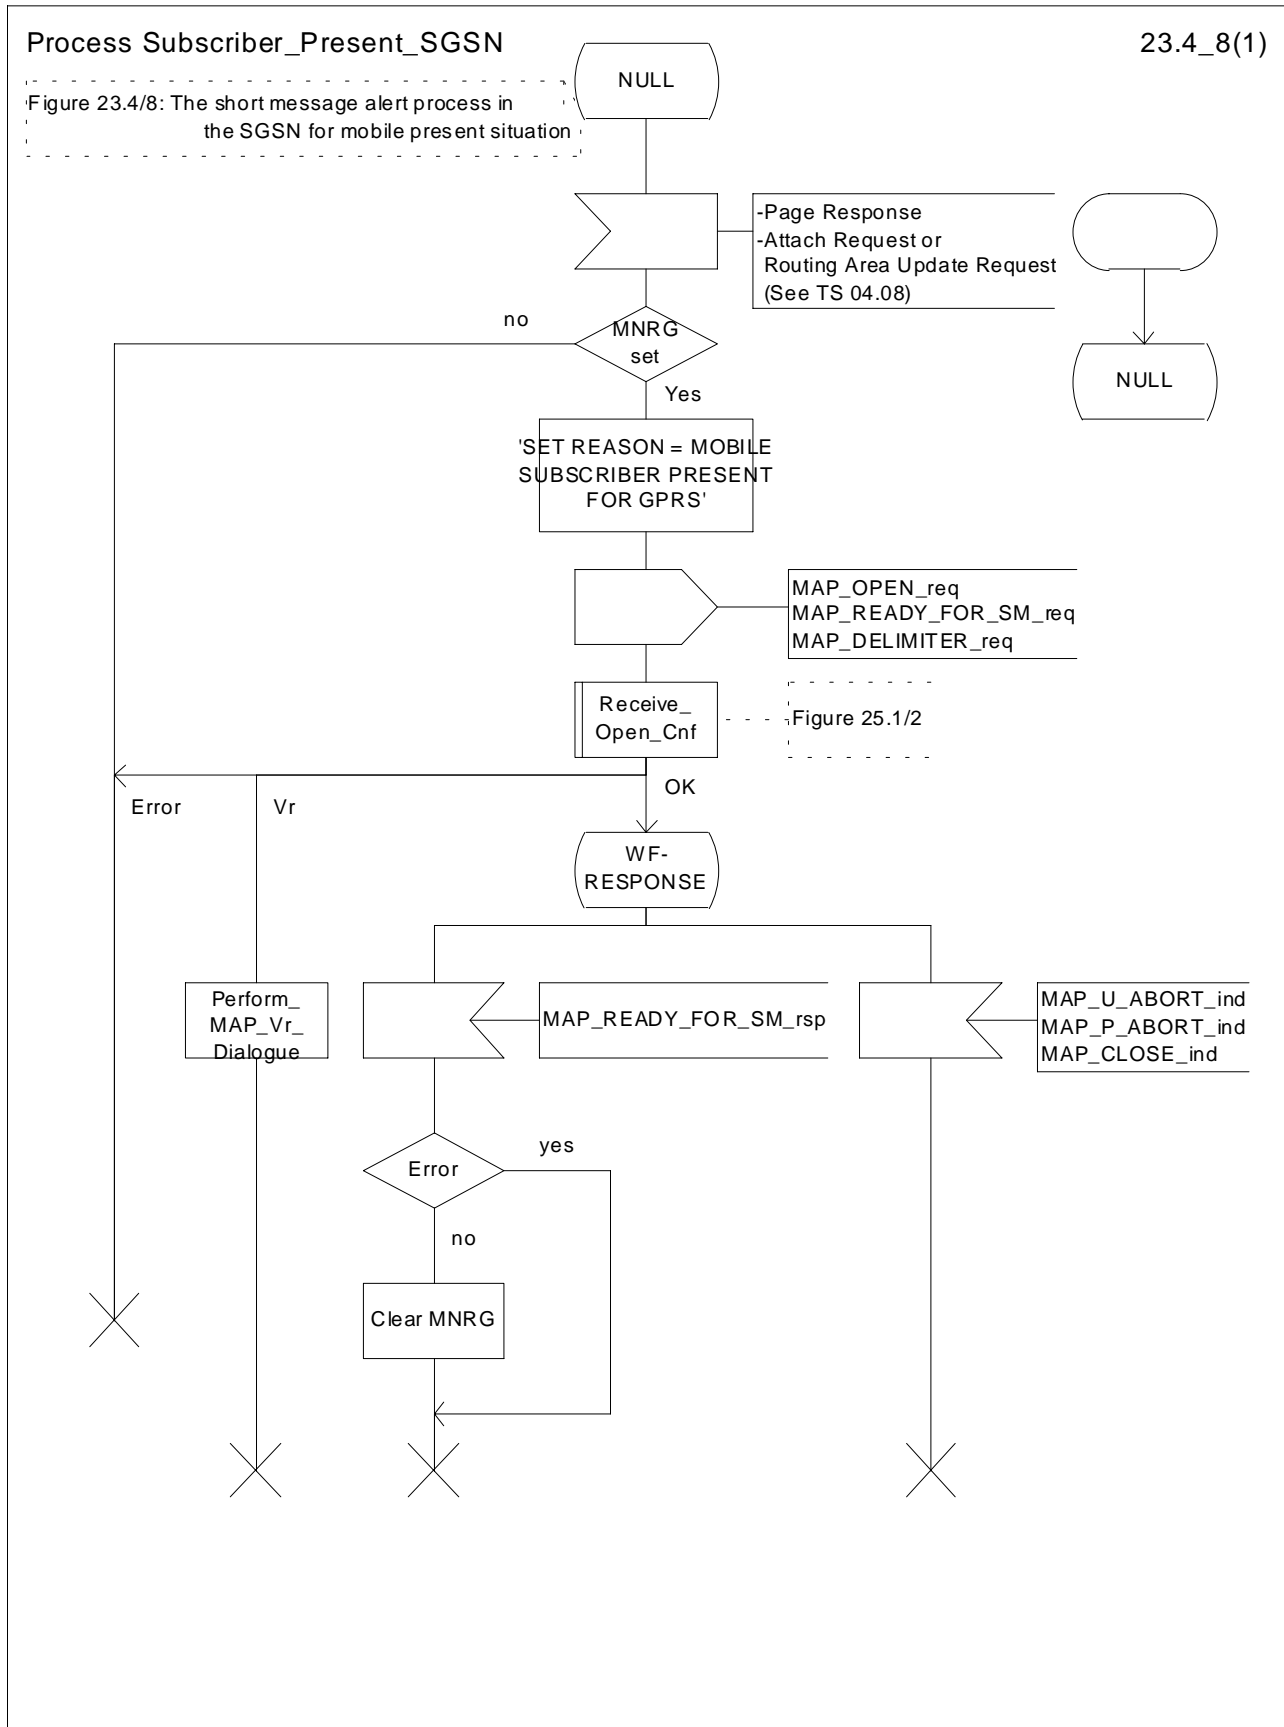 Process Subscriber_Present_SGSN
23.4_8(1)
Figure 23.4/8: The short message alert process in
the SGSN for mobile present situation
NULL
-Page Response
-Attach Request or
Routing Area Update Request
(See TS 04.08)
NULL
no
MNRG
set
Yes
'SET REASON = MOBILE
SUBSCRIBER PRESENT
FOR GPRS'
MAP_OPEN_req
MAP_READY_FOR_SM_req
MAP_DELIMITER_req
Receive_
Open_Cnf
Figure 25.1/2
Error
Vr
OK
WF-
RESPONSE
Perform_
MAP_Vr_
Dialogue
MAP_READY_FOR_SM_rsp
MAP_U_ABORT_ind
MAP_P_ABORT_ind
MAP_CLOSE_ind
Error
yes
no
Clear MNRG